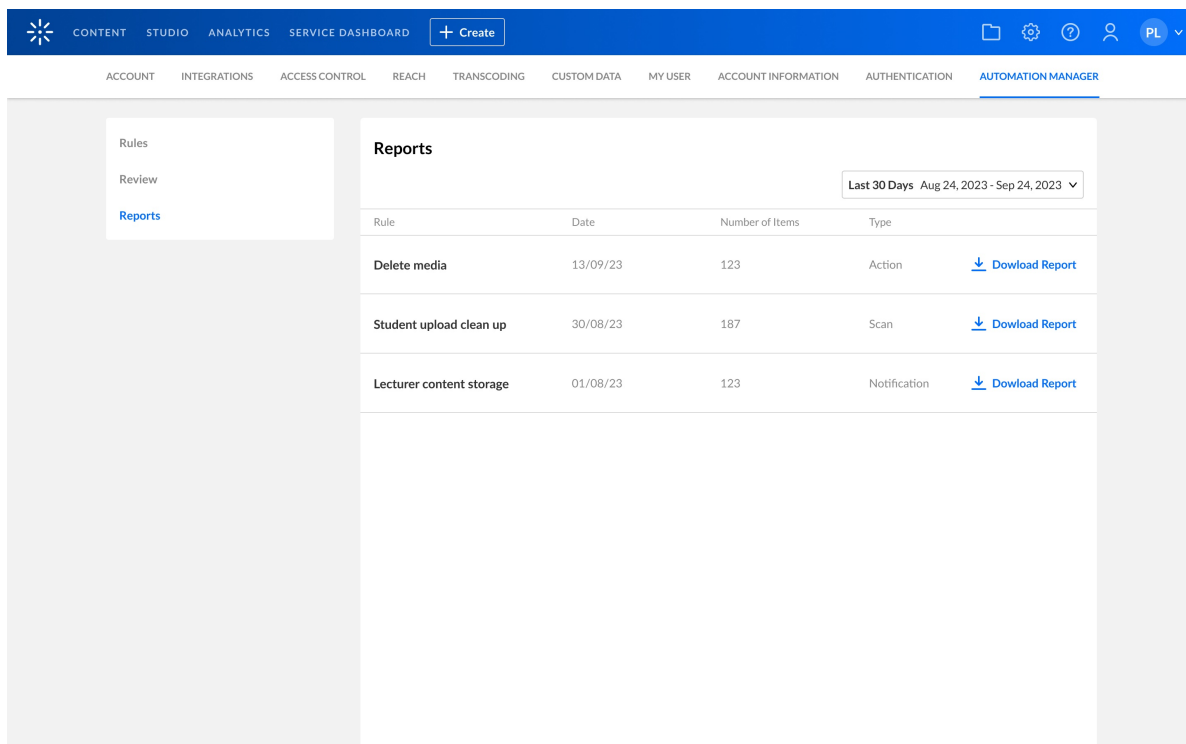 CONTENT STUDIO ANALYTICS SERVICE DASHBOARD + Create PL
ACCOUNT INTEGRATIONS ACCESS CONTROL REACH TRANSCODING CUSTOM DATA MY USER ACCOUNT INFORMATION AUTHENTICATION AUTOMATION MANAGER
Rules
Review
Reports
Reports
Last 30 Days Aug 24, 2023 - Sep 24, 2023
Rule Date Number of Items Type
Delete media 13/09/23 123 Action Dowload Report
Student upload clean up 30/08/23 187 Scan Dowload Report
Lecturer content storage 01/08/23 123 Notification Dowload Report